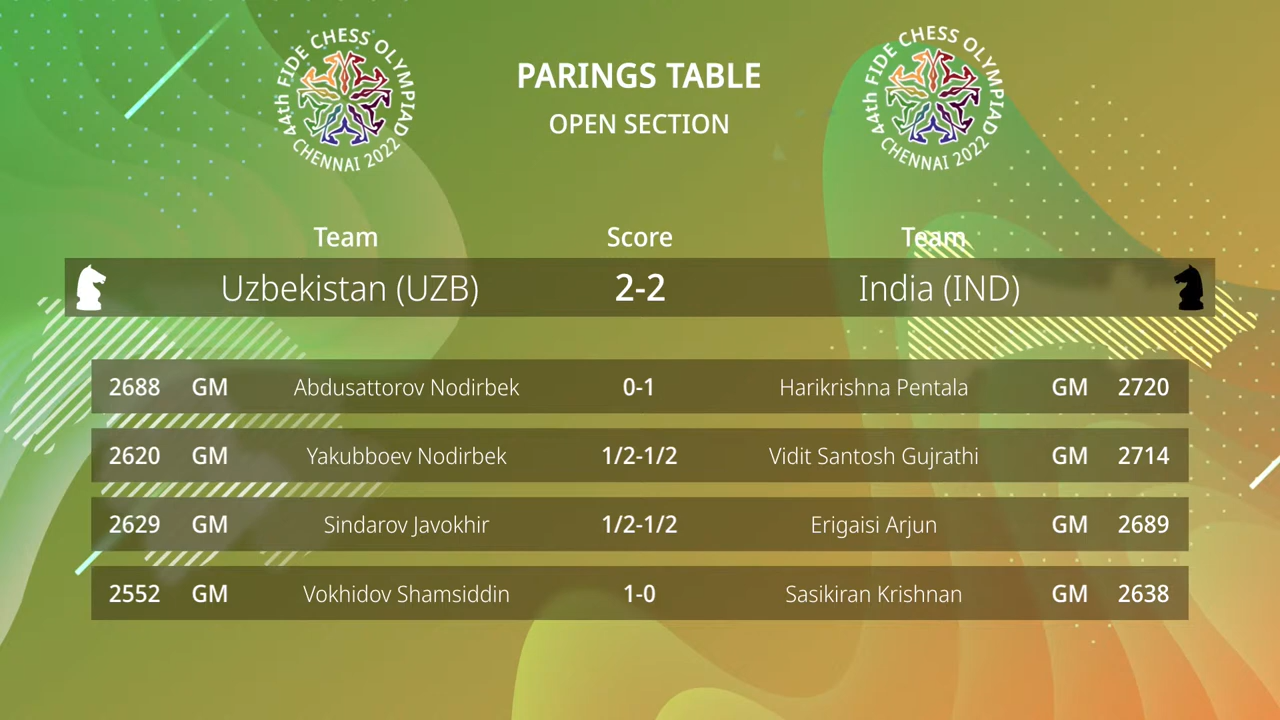 44th FIDE CHESS OLYMPIAD
CHENNAI 2022
PARINGS TABLE
OPEN SECTION
44th FIDE CHESS OLYMPIAD
CHENNAI 2022
Team Score Team
Uzbekistan (UZB) 2-2 India (IND)
2688 GM Abdusattorov Nodirbek 0-1 Harikrishna Pentala GM 2720
2620 GM Yakubboev Nodirbek 1/2-1/2 Vidit Santosh Gujrathi GM 2714
2629 GM Sindarov Javokhir 1/2-1/2 Erigaisi Arjun GM 2689
2552 GM Vokhidov Shamsiddin 1-0 Sasikiran Krishnan GM 2638